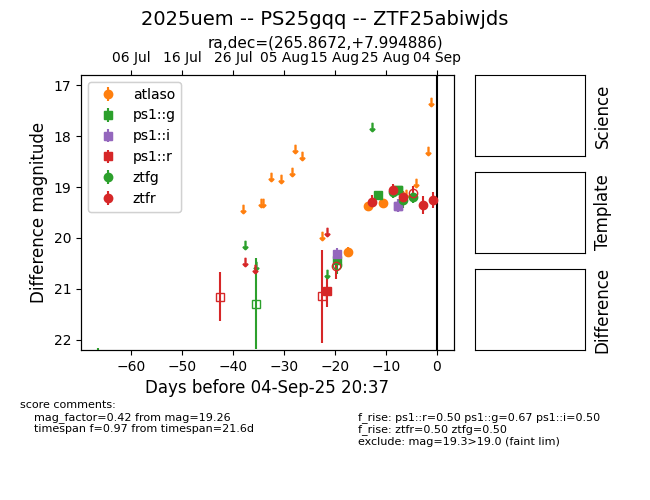 2025uem -- PS25gqq -- ZTF25abiwjds
ra,dec=(265.8672,+7.994886)
06 Jul 16 Jul 26 Jul 05 Aug 15 Aug 25 Aug 04 Sep
17
18
19
20
21
22
Difference magnitude
atlaso
ps1::g
ps1::i
ps1::r
ztfg
ztfr
−60 −50 −40 −30 −20 −10 0
Days before 04-Sep-25 20:37
Science
Template
Difference
score comments:
mag_factor=0.42 from mag=19.26
timespan f=0.97 from timespan=21.6d
f_rise: ps1::r=0.50 ps1::g=0.67 ps1::i=0.50
f_rise: ztfr=0.50 ztfg=0.50
exclude: mag=19.3>19.0 (faint lim)